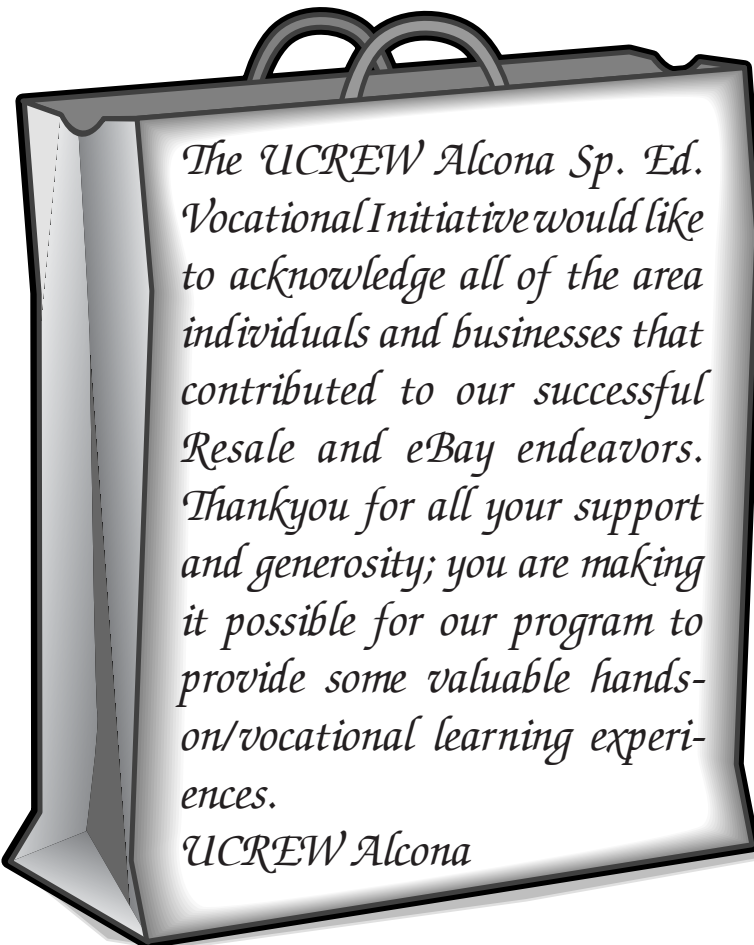 The UCREW Alcona Sp. Ed.
Vocational Initiative would like
to acknowledge all of the area
individuals and businesses that
contributed to our successful
Resale and eBay endeavors.
Thankyou for all your support
and generosity; you are making
it possible for our program to
provide some valuable hands-
on/vocational learning experi-
ences.
UCREW Alcona